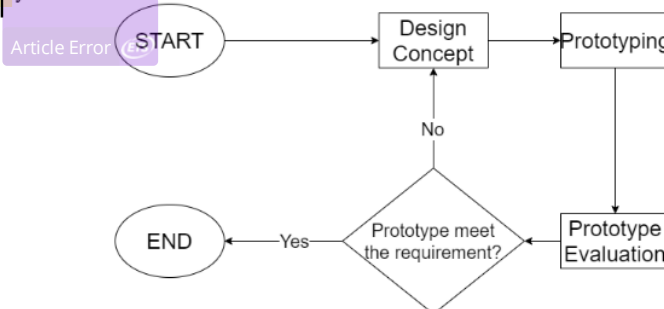 Article Error
START
Design
Concept
Prototyping
No
END
Yes
Prototype meet
the requirement?
Prototype
Evaluation